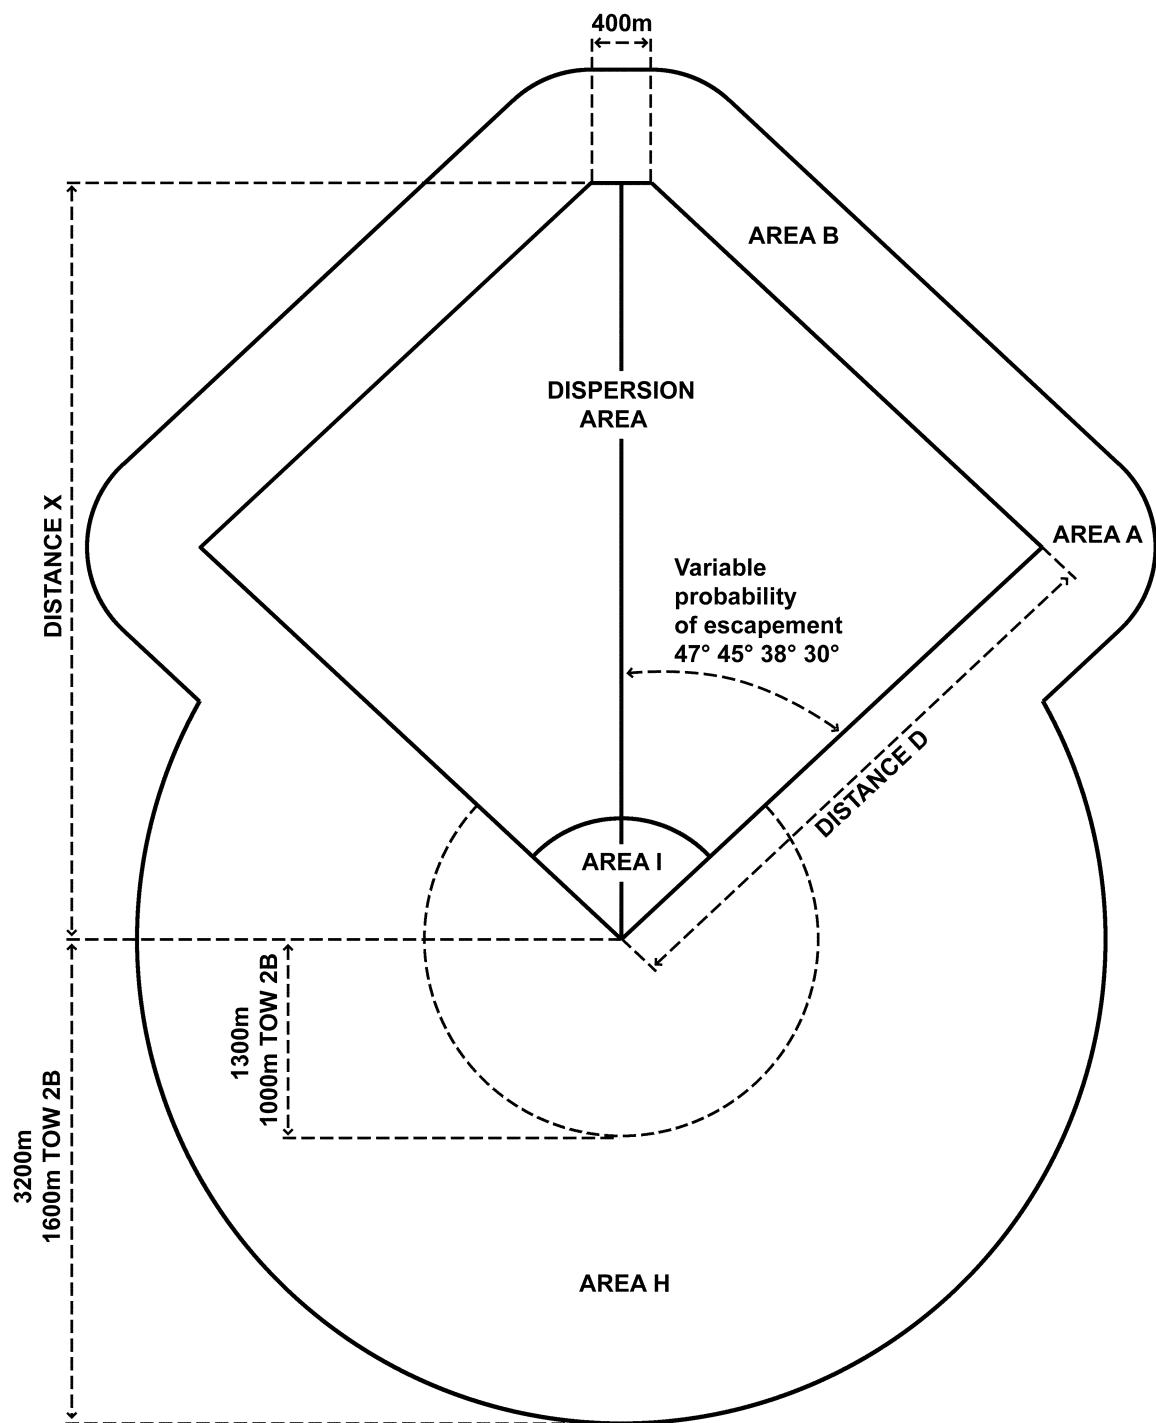 400m
AREA B
DISPERSION
AREA
DISTANCE X
AREA A
Variable
probability
of escapement
47° 45° 38° 30°
DISTANCE D
AREA I
1300m
1000m TOW 2B
3200m
1600m TOW 2B
AREA H